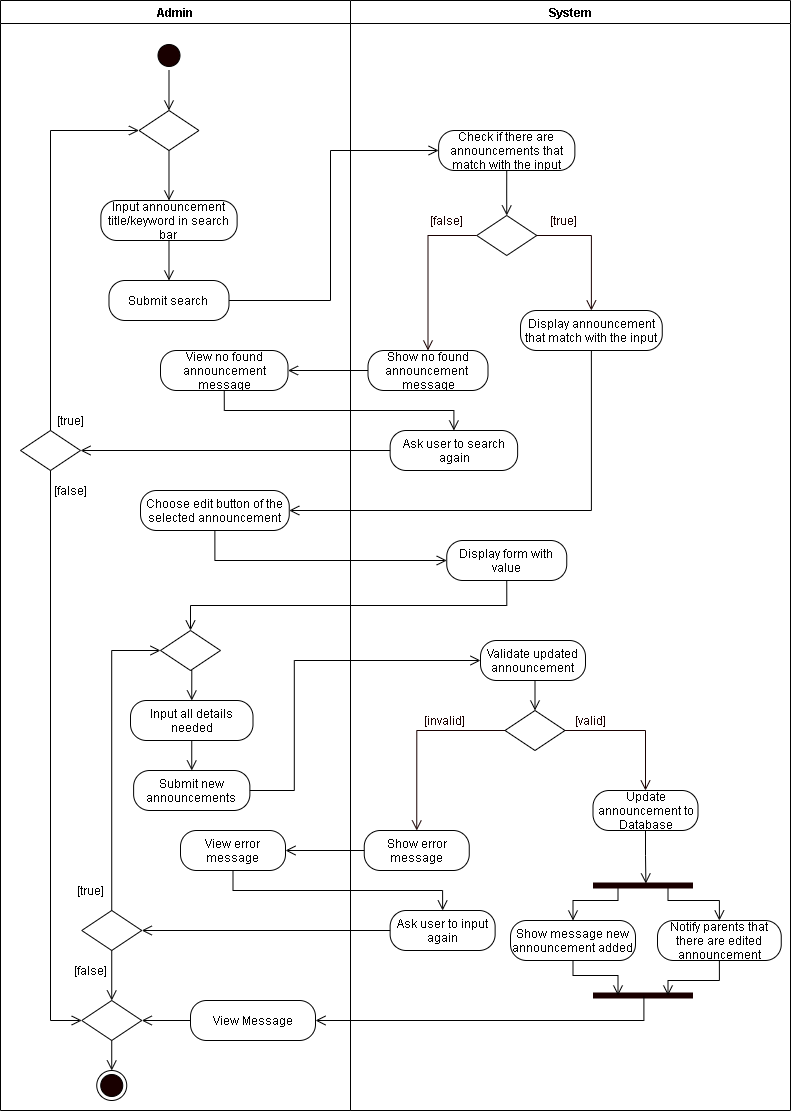 Admin
System
Check if there are
announcements that
match with the input
Input announcement
title/keyword in search
bar
[false]
[true]
Submit search
Display announcement
that match with the input
View no found
announcement
message
Show no found
announcement
message
[true]
Ask user to search
again
[false]
Choose edit button of the
selected announcement
Display form with
value
Validate updated
announcement
Input all details
needed
[invalid]
[valid]
Submit new
announcements
Update
announcement to
Database
View error
message
Show error
message
[true]
Ask user to input
again
Show message new
announcement added
Notify parents that
there are edited
announcement
[false]
View Message